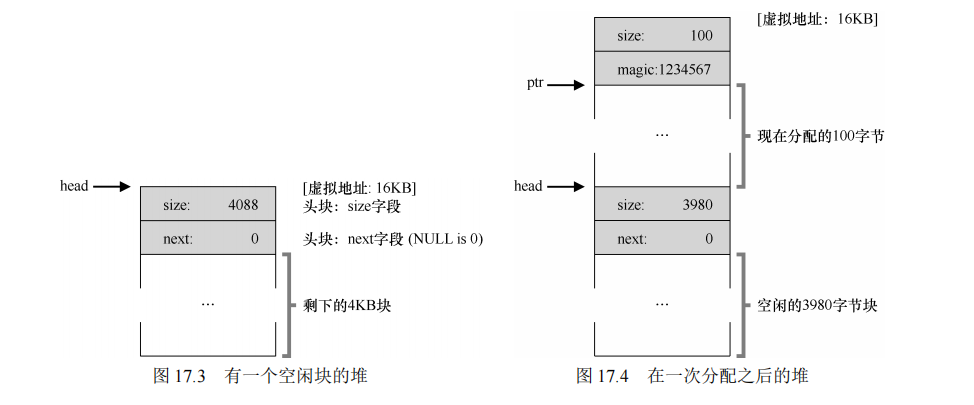 head
[虚拟地址: 16KB]
size: 4088
头块：size字段
next: 0
头块：next字段 (NULL is 0)
...
剩下的4KB块
图 17.3 有一个空闲块的堆
[虚拟地址：16KB]
size: 100
magic:1234567
ptr
...
现在分配的100字节
head
size: 3980
next: 0
...
空闲的3980字节块
图 17.4 在一次分配之后的堆